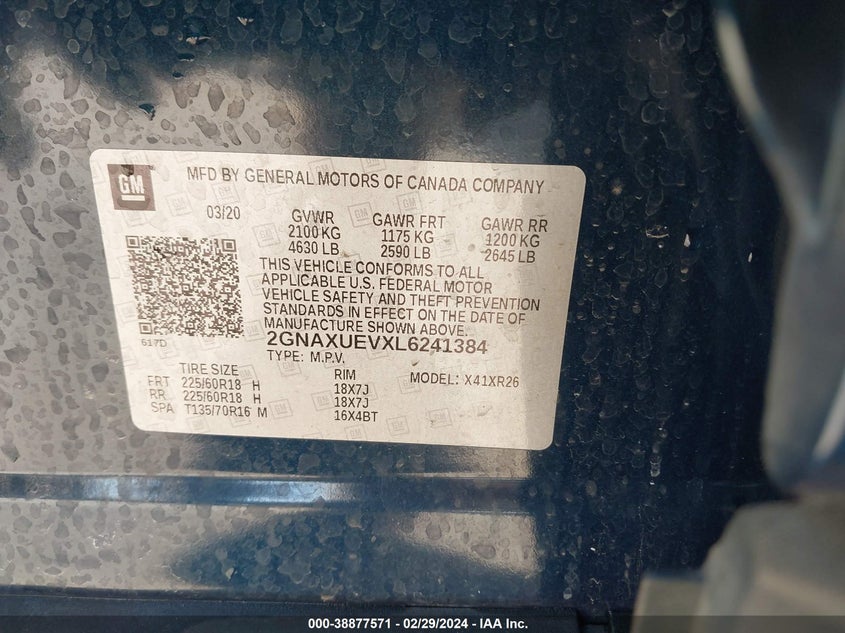 GM
MFD BY GENERAL MOTORS OF CANADA COMPANY
03/20 GVWR GAWR FRT GAWR RR
2100 KG 1175 KG 1200 KG
4630 LB 2590 LB 2645 LB
THIS VEHICLE CONFORMS TO ALL
APPLICABLE U.S. FEDERAL MOTOR
VEHICLE SAFETY AND THEFT PREVENTION
STANDARDS IN EFFECT ON THE DATE OF
MANUFACTURE SHOWN ABOVE.
617D
2GNAXUEVXL6241384
TYPE: M.P.V.
TIRE SIZE RIM MODEL: X41XR26
FRT 225/60R18 H 18X7J
RR 225/60R18 H 18X7J
SPA T135/70R16 M 16X4BT
000-38877571 - 02/29/2024 - IAA Inc.